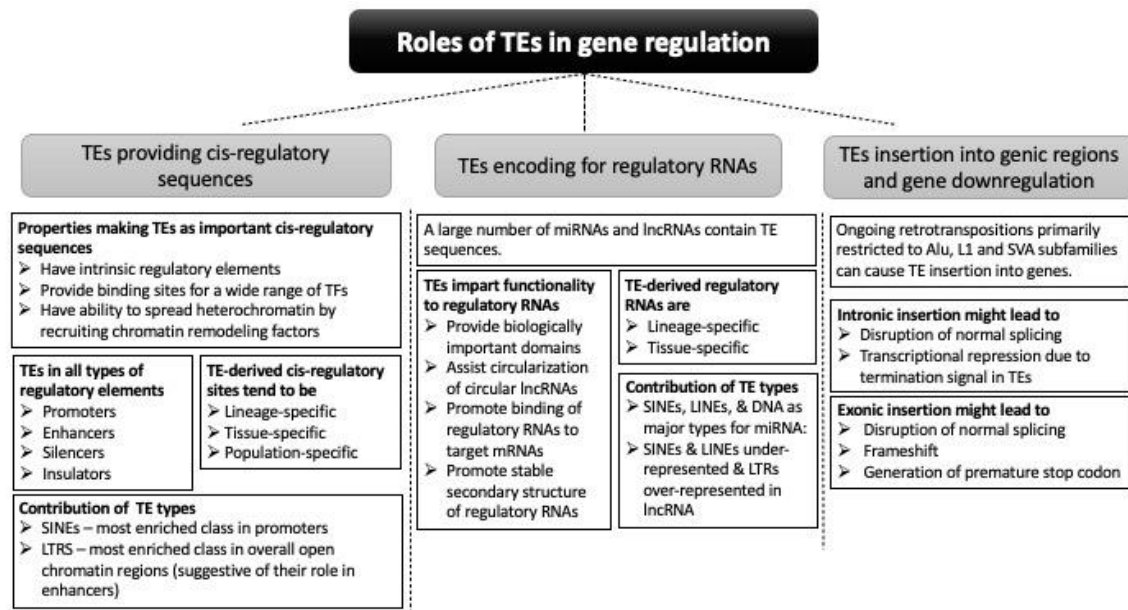 Roles of TEs in gene regulation
TEs providing cis-regulatory
sequences
Properties making TEs as important cis-regulatory
sequences
➢ Have intrinsic regulatory elements
➢ Provide binding sites for a wide range of TFs
➢ Have ability to spread heterochromatin by
recruiting chromatin remodeling factors
TEs in all types of
regulatory elements
➢ Promoters
➢ Enhancers
➢ Silencers
➢ Insulators
TE-derived cis-regulatory
sites tend to be
➢ Lineage-specific
➢ Tissue-specific
➢ Population-specific
Contribution of TE types
➢ SINEs – most enriched class in promoters
➢ LTRS – most enriched class in overall open
chromatin regions (suggestive of their role in
enhancers)
TEs encoding for regulatory RNAs
A large number of miRNAs and lncRNAs contain TE
sequences.
TEs impart functionality
to regulatory RNAs
➢ Provide biologically
important domains
➢ Assist circularization
of circular lncRNAs
➢ Promote binding of
regulatory RNAs to
target mRNAs
➢ Promote stable
secondary structure
of regulatory RNAs
TE-derived regulatory
RNAs are
➢ Lineage-specific
➢ Tissue-specific
Contribution of TE types
➢ SINEs, LINEs, & DNA as
major types for miRNA:
➢ SINEs & LINEs under-
represented & LTRs
over-represented in
lncRNA
TEs insertion into genic regions
and gene downregulation
Ongoing retrotranspositions primarily
restricted to Alu, L1 and SVA subfamilies
can cause TE insertion into genes.
Intronic insertion might lead to
➢ Disruption of normal splicing
➢ Transcriptional repression due to
termination signal in TEs
Exonic insertion might lead to
➢ Disruption of normal splicing
➢ Frameshift
➢ Generation of premature stop codon